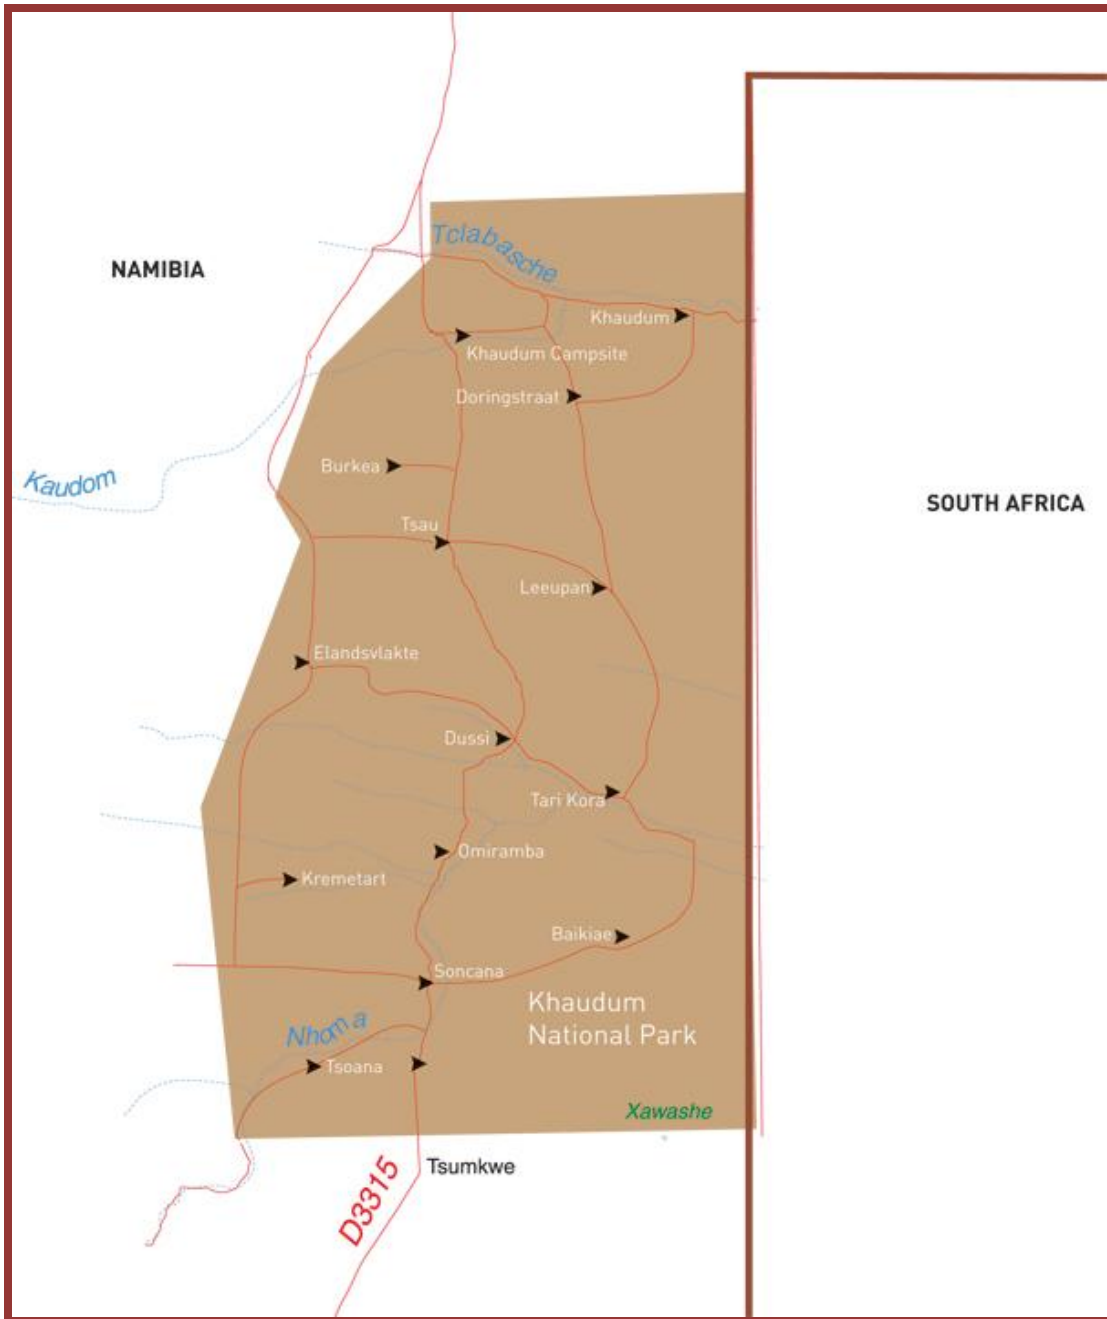 Tclabasche
NAMIBIA
Khaudum
Khaudum Campsite
Doringstraat
Burkea
Kaudom
SOUTH AFRICA
Tsau
Leeupan
Elandsvlakte
Dussi
Tari Kora
Omiramba
Kremetart
Baikiae
Soncana
Khaudum
National Park
Nhoma
Tsoana
Xawashe
Tsumkwe
D3315